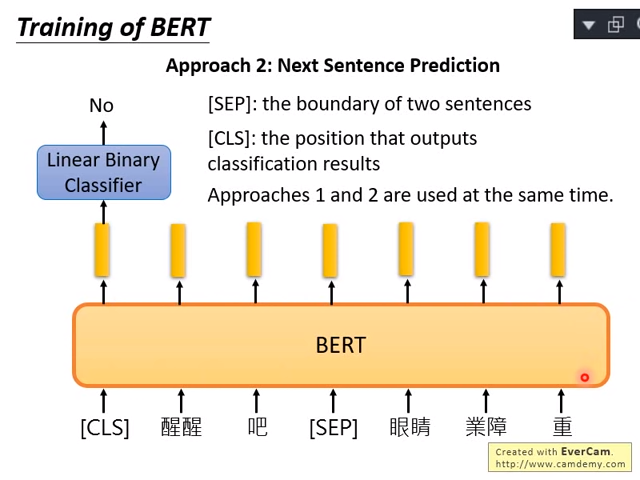 Training of BERT
Approach 2: Next Sentence Prediction
No
[SEP]: the boundary of two sentences
[CLS]: the position that outputs
classification results
Linear Binary
Classifier
Approaches 1 and 2 are used at the same time.
BERT
[CLS] 醒醒 吧 [SEP] 眼睛 業障 重
Created with EverCam.
http://www.camdemy.com